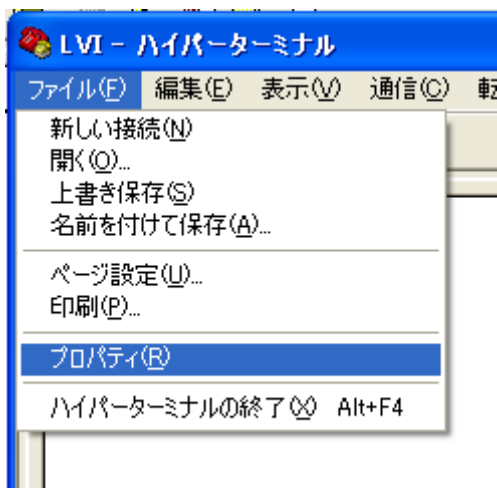 LVI - ハイパーターミナル
ファイル(F) 編集(E) 表示(V) 通信(C) 転
新しい接続(N)
開く(O)...
上書き保存(S)
名前を付けて保存(A)...
ページ設定(U)...
印刷(P)...
プロパティ(R)
ハイパーターミナルの終了(X) Alt+F4